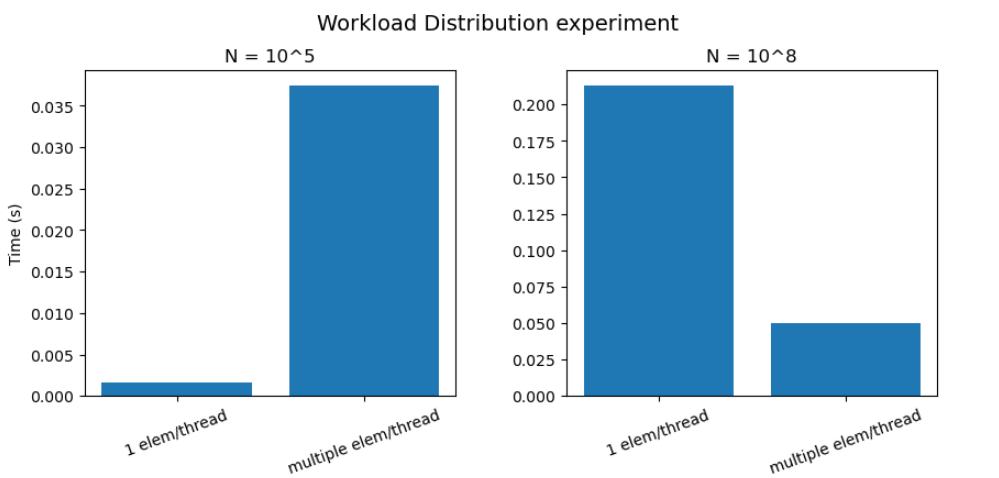 Workload Distribution experiment
N = 10^5
0.035
0.030
0.025
0.020
0.015
0.010
0.005
0.000
Time (s)
1 elem/thread
multiple elem/thread
N = 10^8
0.200
0.175
0.150
0.125
0.100
0.075
0.050
0.025
0.000
1 elem/thread
multiple elem/thread